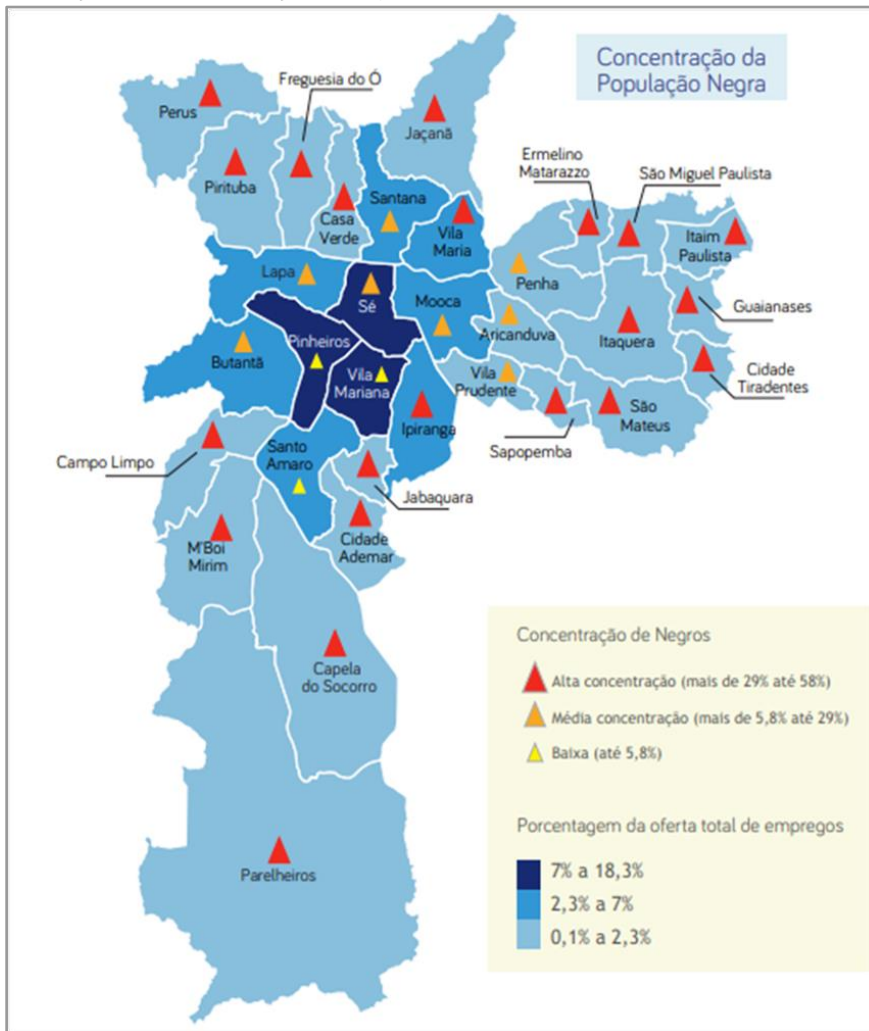 Concentração da
População Negra
Freguesia do Ó
Perus
Jaçanã
Ermelino
Matarazzo
São Miguel Paulista
Pirituba
Casa
Verde
Santana
Vila
Maria
Itaim
Paulista
Lapa
Sé
Mooca
Penha
Guaianases
Aricanduva
Itaquera
Butantã
Pinheiros
Vila
Mariana
Vila
Prudente
Cidade
Tiradentes
Ipiranga
São
Mateus
Sapopemba
Campo Limpo
Santo
Amaro
Jabaquara
M'Boi
Mirim
Cidade
Ademar
Capela
do Socorro
Parelheiros
Concentração de Negros
Alta concentração (mais de 29% até 58%)
Média concentração (mais de 5,8% até 29%)
Baixa (até 5,8%)
Porcentagem da oferta total de empregos
7% a 18,3%
2,3% a 7%
0,1% a 2,3%